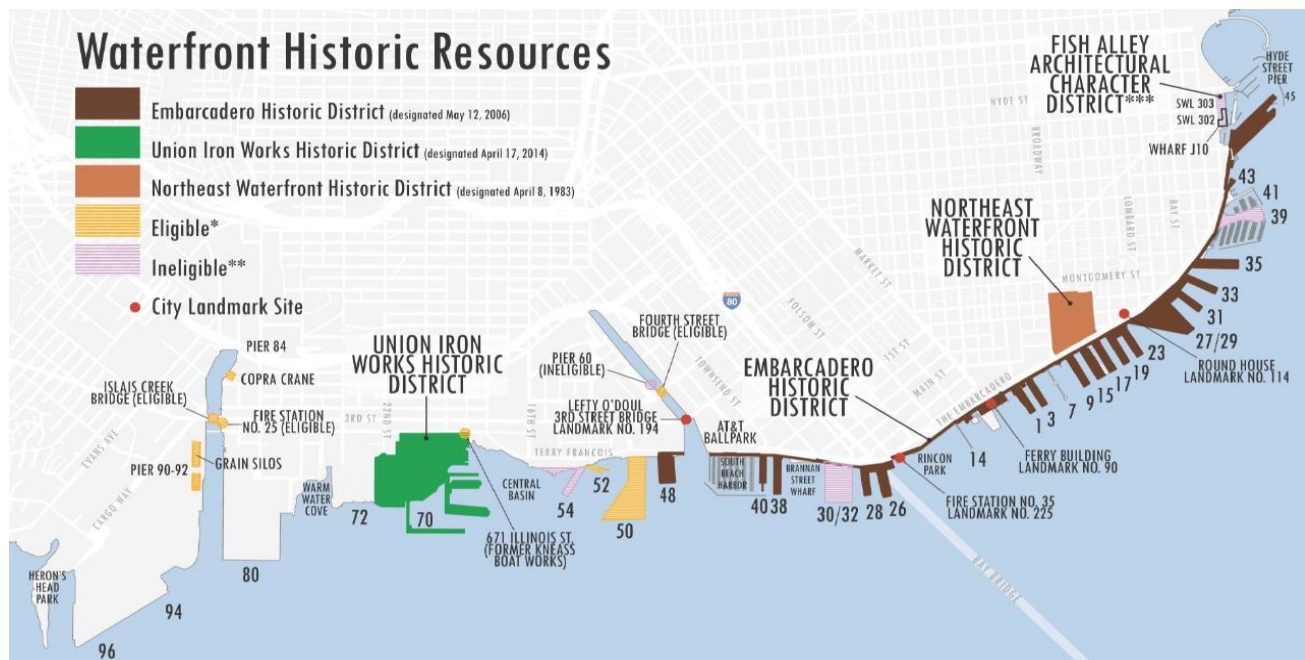 Waterfront Historic Resources
Embarcadero Historic District (designated May 12, 2006)
Union Iron Works Historic District (designated April 17, 2014)
Northeast Waterfront Historic District (designated April 8, 1983)
Eligible*
Ineligible**
City Landmark Site
FISH ALLEY
ARCHITECTURAL
CHARACTER
DISTRICT***
HYDE
STREET
PIER
45
SWL 303
SWL 302
WHARF J10
HYDE ST
BROADWAY
LOMBARD ST
BAY ST
MONTGOMERY ST
43
41
39
35
33
31
27/29
NORTHEAST
WATERFRONT
HISTORIC
DISTRICT
ROUND HOUSE
LANDMARK NO. 114
23
19
17
15
9
7
3
1
FERRY BUILDING
LANDMARK NO. 90
14
THE EMBARCADERO
MARKET ST
FOLSOM ST
1ST ST
MAIN ST
80
EMBARCADERO
HISTORIC
DISTRICT
RINCON
PARK
FIRE STATION NO. 35
LANDMARK NO. 225
BAY BRIDGE
26
28
30/32
BRANNAN
STREET
WHARF
38
40
SOUTH
BEACH
HARBOR
AT&T
BALLPARK
TOWNSEND ST
FOURTH STREET
BRIDGE (ELIGIBLE)
PIER 60
(INELIGIBLE)
LEFTY O'DOUL
3RD STREET BRIDGE
LANDMARK NO. 194
48
50
52
54
TERRY FRANCOIS
16TH ST
CENTRAL
BASIN
671 ILLINOIS ST.
(FORMER KNEASS
BOAT WORKS)
UNION IRON
WORKS HISTORIC
DISTRICT
22ND ST
3RD ST
70
72
WARM
WATER
COVE
PIER 84
COPRA CRANE
ISLAIS CREEK
BRIDGE (ELIGIBLE)
FIRE STATION
NO. 25 (ELIGIBLE)
GRAIN SILOS
PIER 90-92
EVANS AVE
CARGO WAY
80
94
96
HERON'S
HEAD
PARK